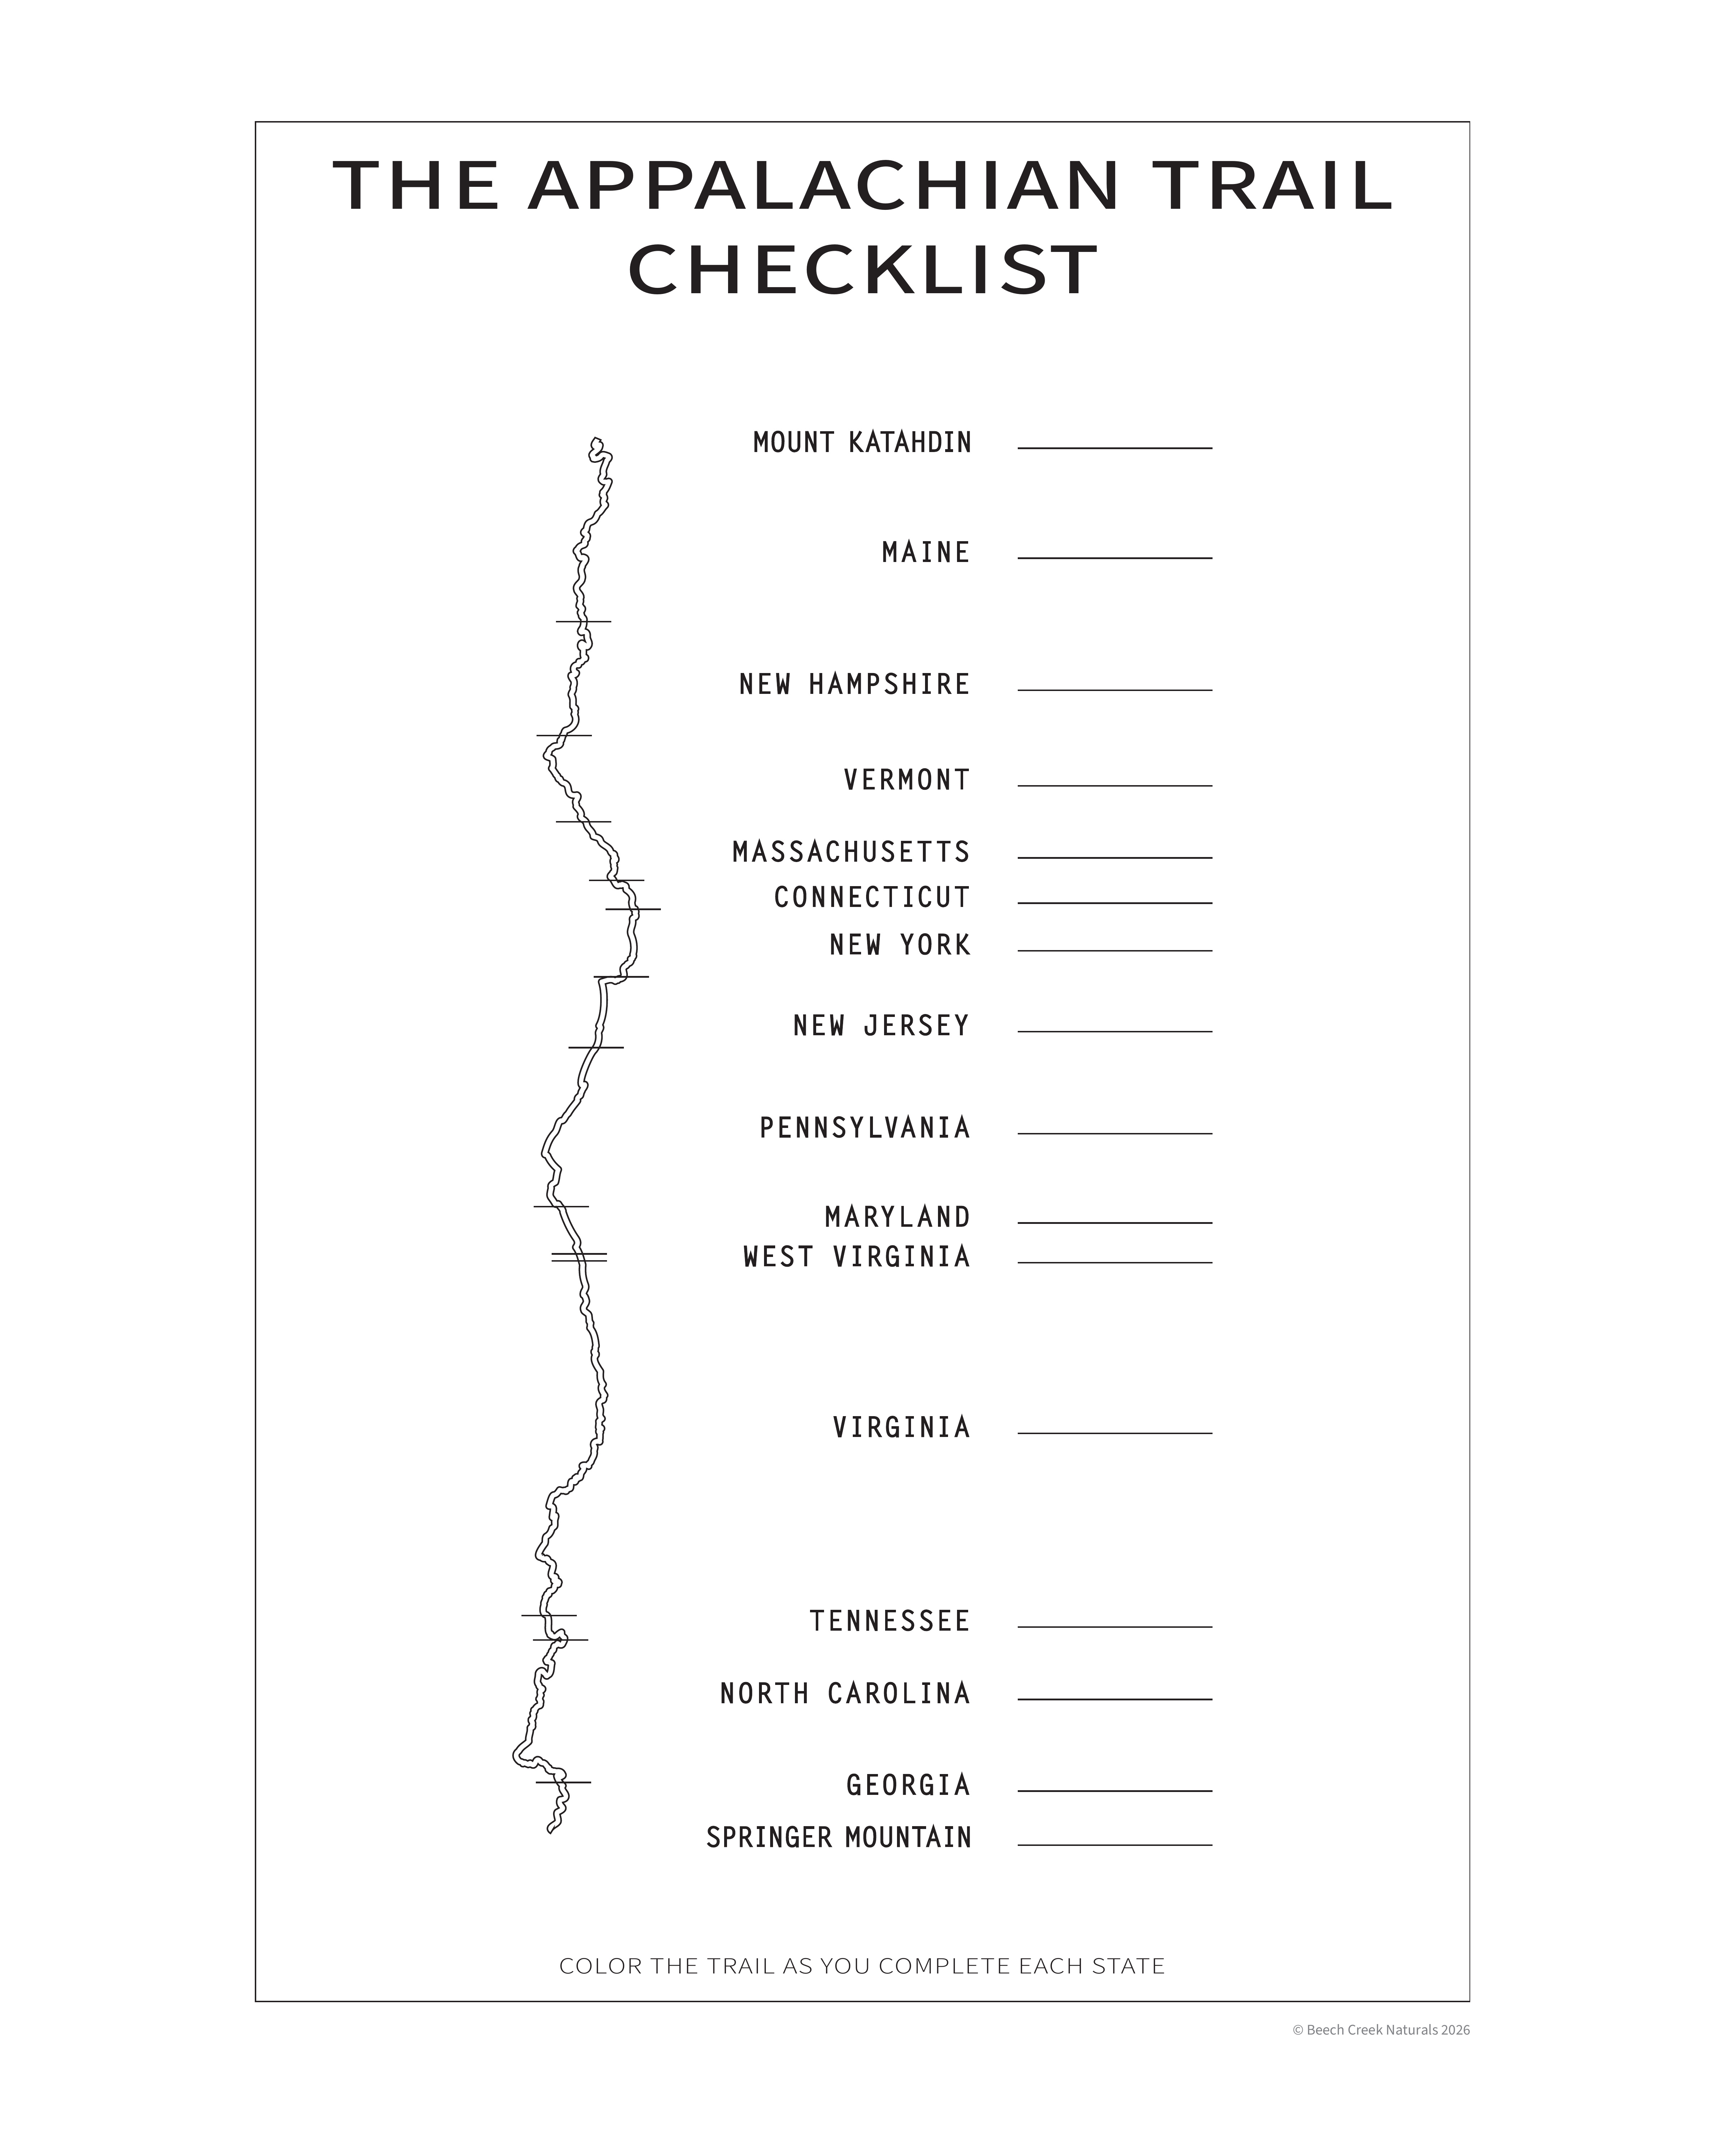 THE APPALACHIAN TRAIL
CHECKLIST
MOUNT KATAHDIN
MAINE
NEW HAMPSHIRE
VERMONT
MASSACHUSETTS
CONNECTICUT
NEW YORK
NEW JERSEY
PENNSYLVANIA
MARYLAND
WEST VIRGINIA
VIRGINIA
TENNESSEE
NORTH CAROLINA
GEORGIA
SPRINGER MOUNTAIN
COLOR THE TRAIL AS YOU COMPLETE EACH STATE
© Beech Creek Naturals 2026